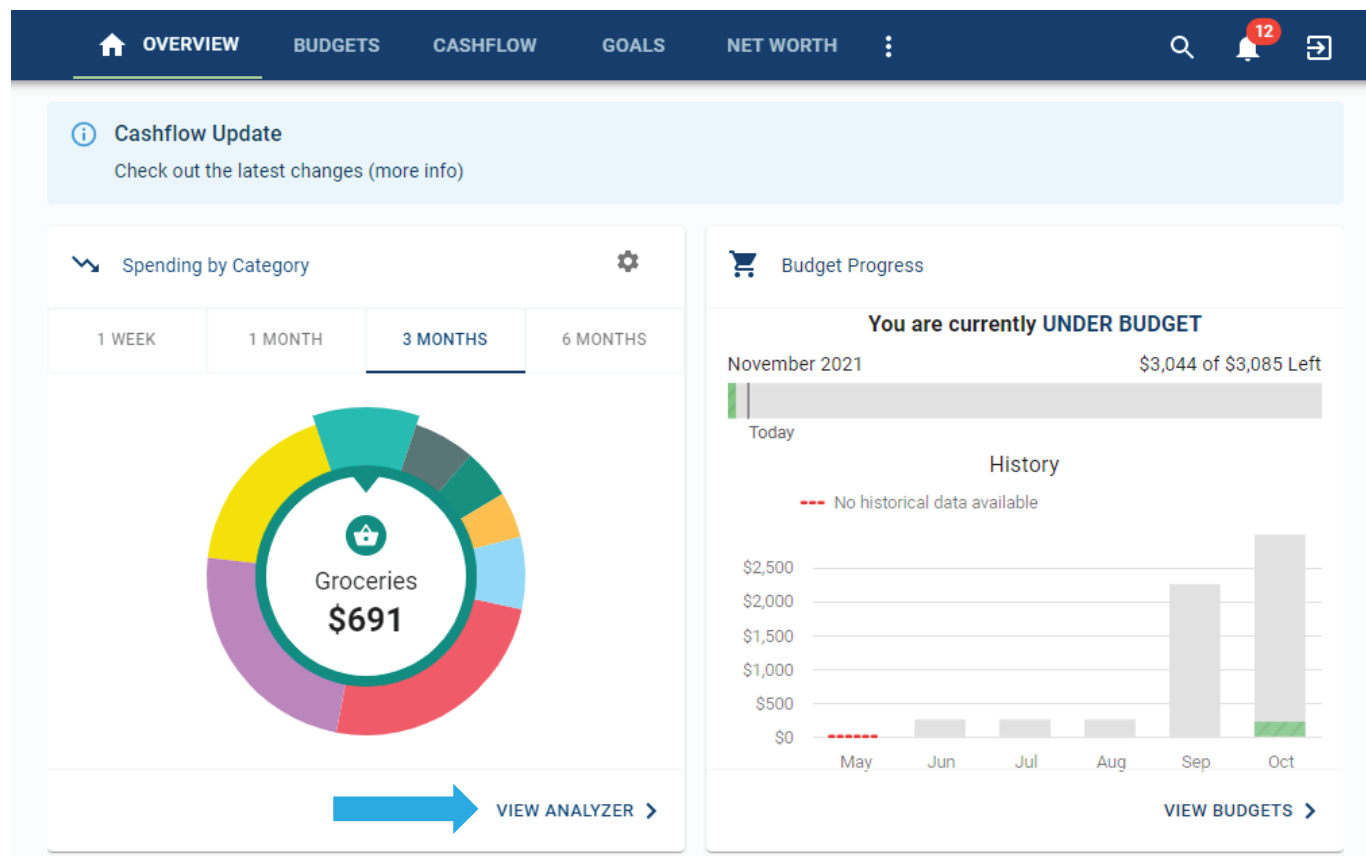 OVERVIEW BUDGETS CASHFLOW GOALS NET WORTH 12
Cashflow Update
Check out the latest changes (more info)
Spending by Category
1 WEEK 1 MONTH 3 MONTHS 6 MONTHS
Groceries
$691
VIEW ANALYZER
Budget Progress
You are currently UNDER BUDGET
November 2021 $3,044 of $3,085 Left
Today
History
No historical data available
$2,500
$2,000
$1,500
$1,000
$500
$0
May Jun Jul Aug Sep Oct
VIEW BUDGETS